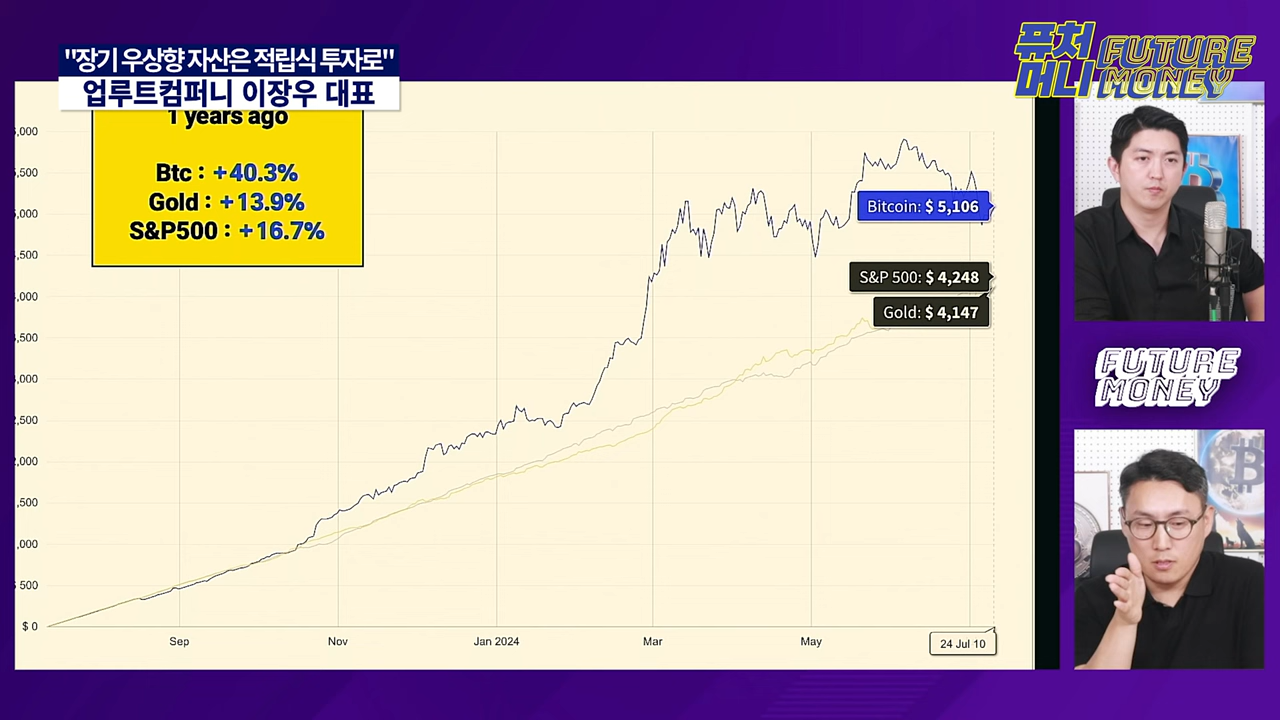 "장기 우상향 자산은 적립식 투자로"
업루트컴퍼니 이장우 대표
퓨처 FUTURE
머니 MONEY
1 years ago
Btc : +40.3%
Gold : +13.9%
S&P500 : +16.7%
,000
,500
,000
,500
,000
,500
,000
2,500
2,000
,500
,000
$ 500
$ 0
Bitcoin: $ 5,106
S&P 500: $ 4,248
Gold: $ 4,147
Sep
Nov
Jan 2024
Mar
May
24 Jul 10
FUTURE
MONEY